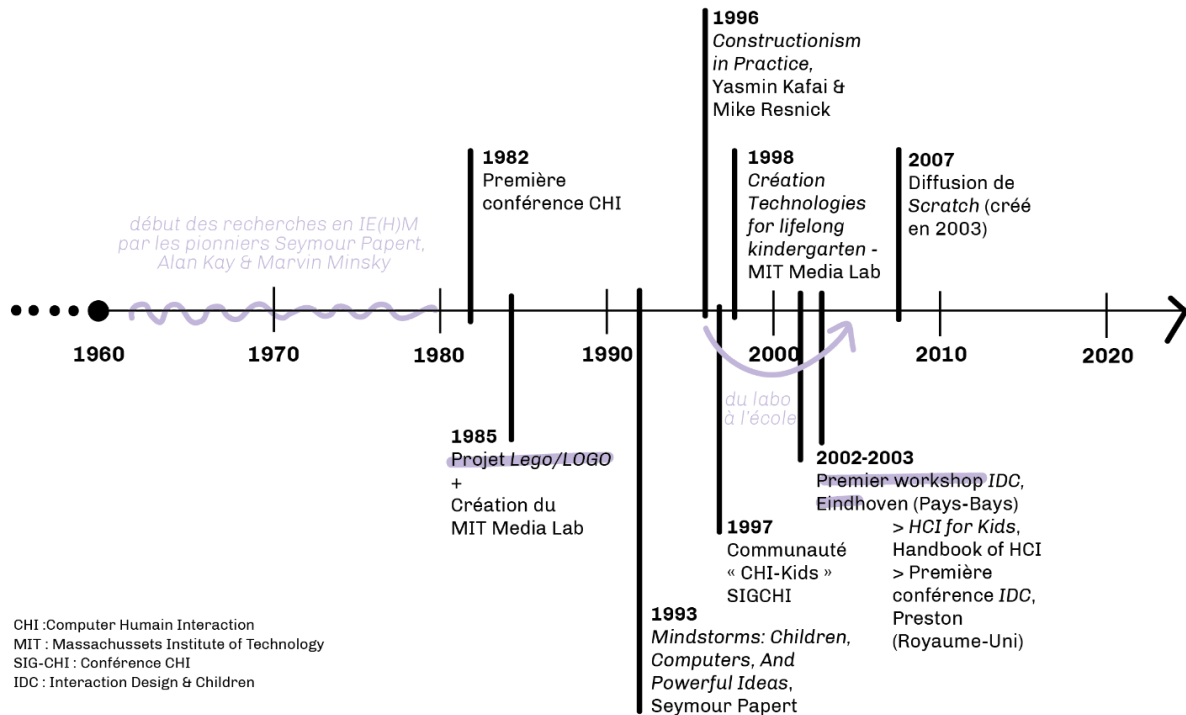 1996
Constructionism
in Practice,
Yasmin Kafai &
Mike Resnick
1982
Première
conférence CHI
1998
Création
Technologies
for lifelong
kindergarten -
MIT Media Lab
2007
Diffusion de
Scratch (créé
en 2003)
début des recherches en IE(H)M
par les pionniers Seymour Papert,
Alan Kay & Marvin Minsky
1960
1970
1980
1990
2000
2010
2020
du labo
à l'école
1985
Projet Lego/LOGO
+
Création du
MIT Media Lab
2002-2003
Premier workshop IDC,
Eindhoven (Pays-Bays)
> HCI for Kids,
Handbook of HCI
> Première
conférence IDC,
Preston
(Royaume-Uni)
1997
Communauté
« CHI-Kids »
SIGCHI
1993
Mindstorms: Children,
Computers, And
Powerful Ideas,
Seymour Papert
CHI :Computer Human Interaction
MIT : Massachussets Institute of Technology
SIG-CHI : Conférence CHI
IDC : Interaction Design & Children